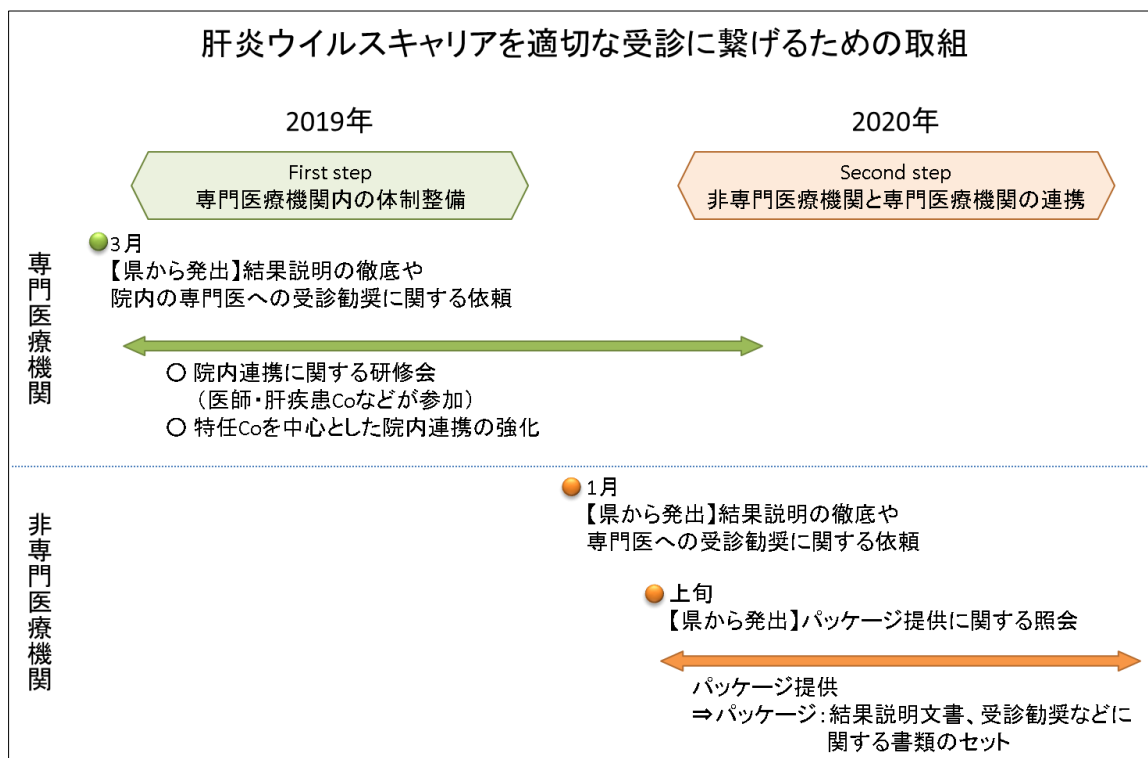 肝炎ウイルスキャリアを適切な受診に繋げるための取組
2019年
2020年
First step
専門医療機関内の体制整備
Second step
非専門医療機関と専門医療機関の連携
専門医療機関
3月
【県から発出】結果説明の徹底や
院内の専門医への受診勧奨に関する依頼
○ 院内連携に関する研修会
（医師・肝疾患Coなどが参加）
○ 特任Coを中心とした院内連携の強化
非専門医療機関
1月
【県から発出】結果説明の徹底や
専門医への受診勧奨に関する依頼
上旬
【県から発出】パッケージ提供に関する照会
パッケージ提供
⇒パッケージ：結果説明文書、受診勧奨などに
関する書類のセット